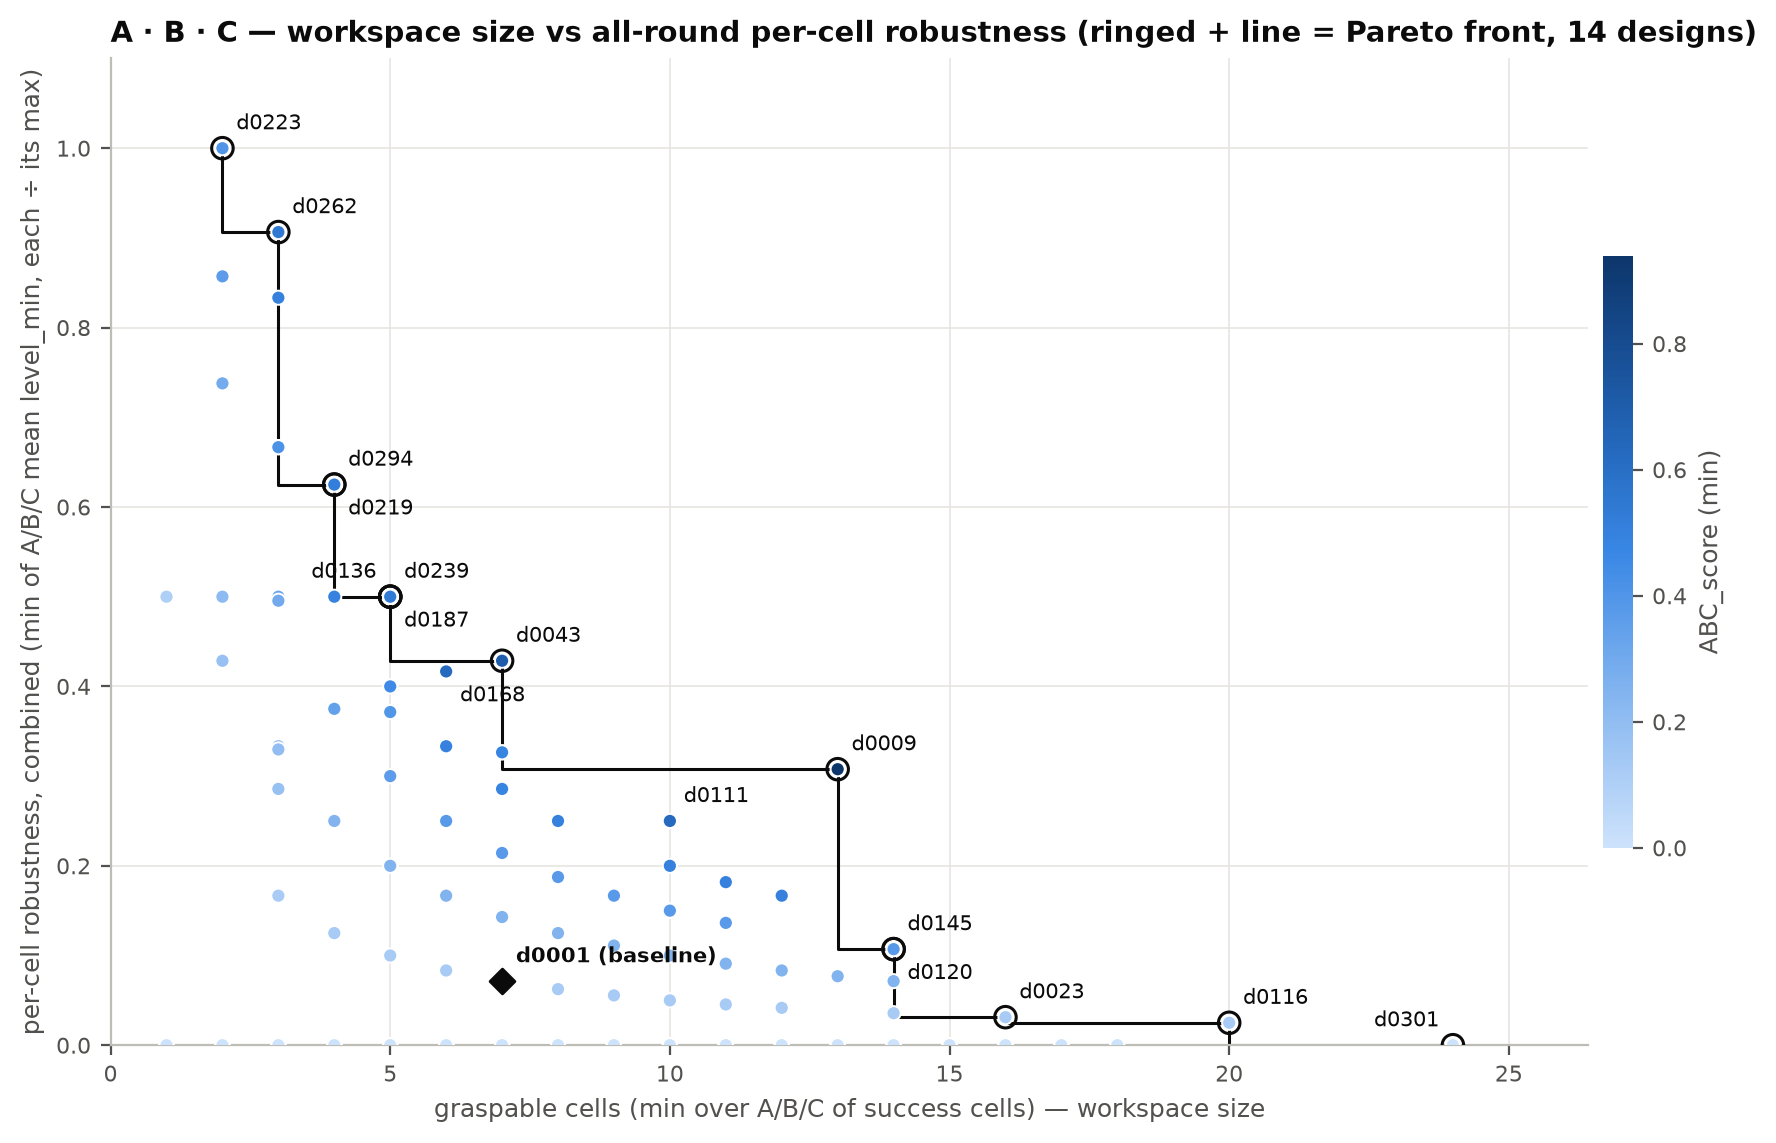 A · B · C — workspace size vs all-round per-cell robustness (ringed + line = Pareto front, 14 designs)
per-cell robustness, combined (min of A/B/C mean level_min, each ÷ its max)
1.0
0.8
0.6
0.4
0.2
0.0
d0223
d0262
d0294
d0219
d0136
d0239
d0187
d0043
d0168
d0009
d0111
d0145
d0001 (baseline)
d0120
d0023
d0116
d0301
0
5
10
15
20
25
graspable cells (min over A/B/C of success cells) — workspace size
0.8
0.6
0.4
0.2
0.0
ABC_score (min)